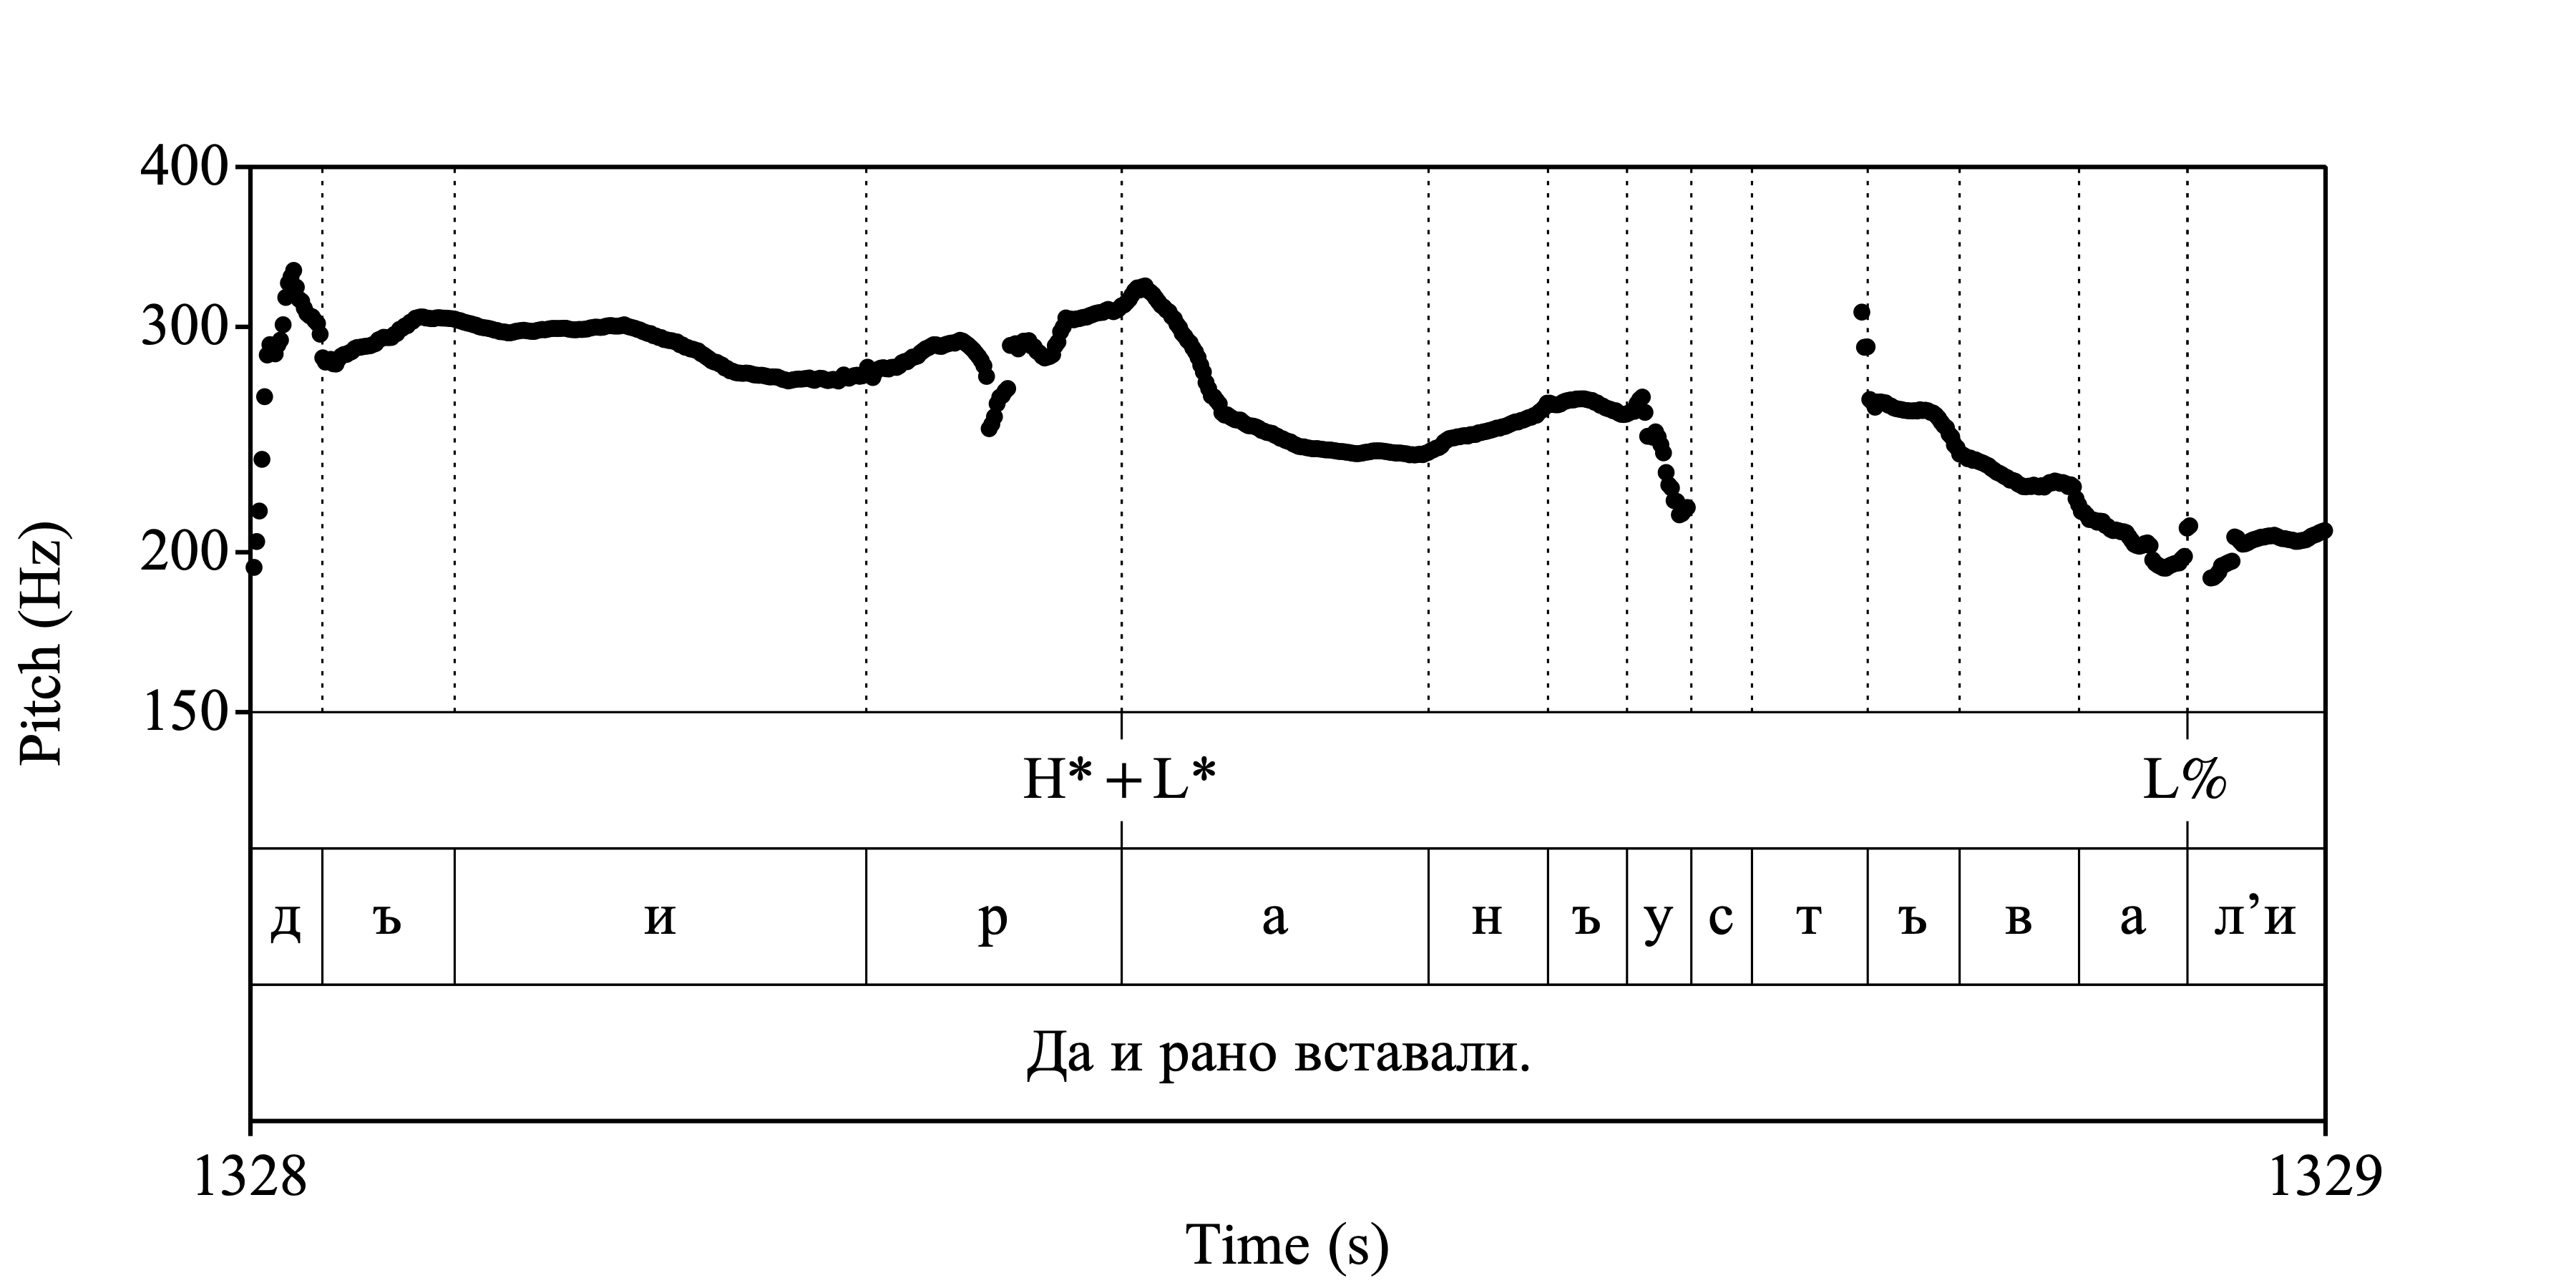 400
300
200
150
Pitch (Hz)
H* + L* L%
д ъ и р а н ъ у с т ъ в а л’и
Да и рано вставали.
1328 1329
Time (s)